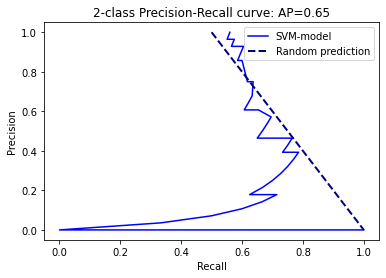 2-class Precision-Recall curve: AP=0.65
SVM-model
Random prediction
Precision
1.0
0.8
0.6
0.4
0.2
0.0
0.0 0.2 0.4 0.6 0.8 1.0
Recall